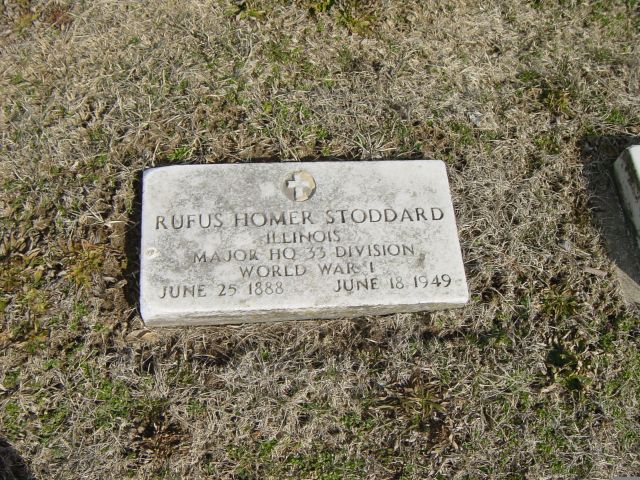 RUFUS HOMER STODDARD
ILLINOIS
MAJOR HQ 33 DIVISION
WORLD WAR I
JUNE 25 1888 JUNE 18 1949